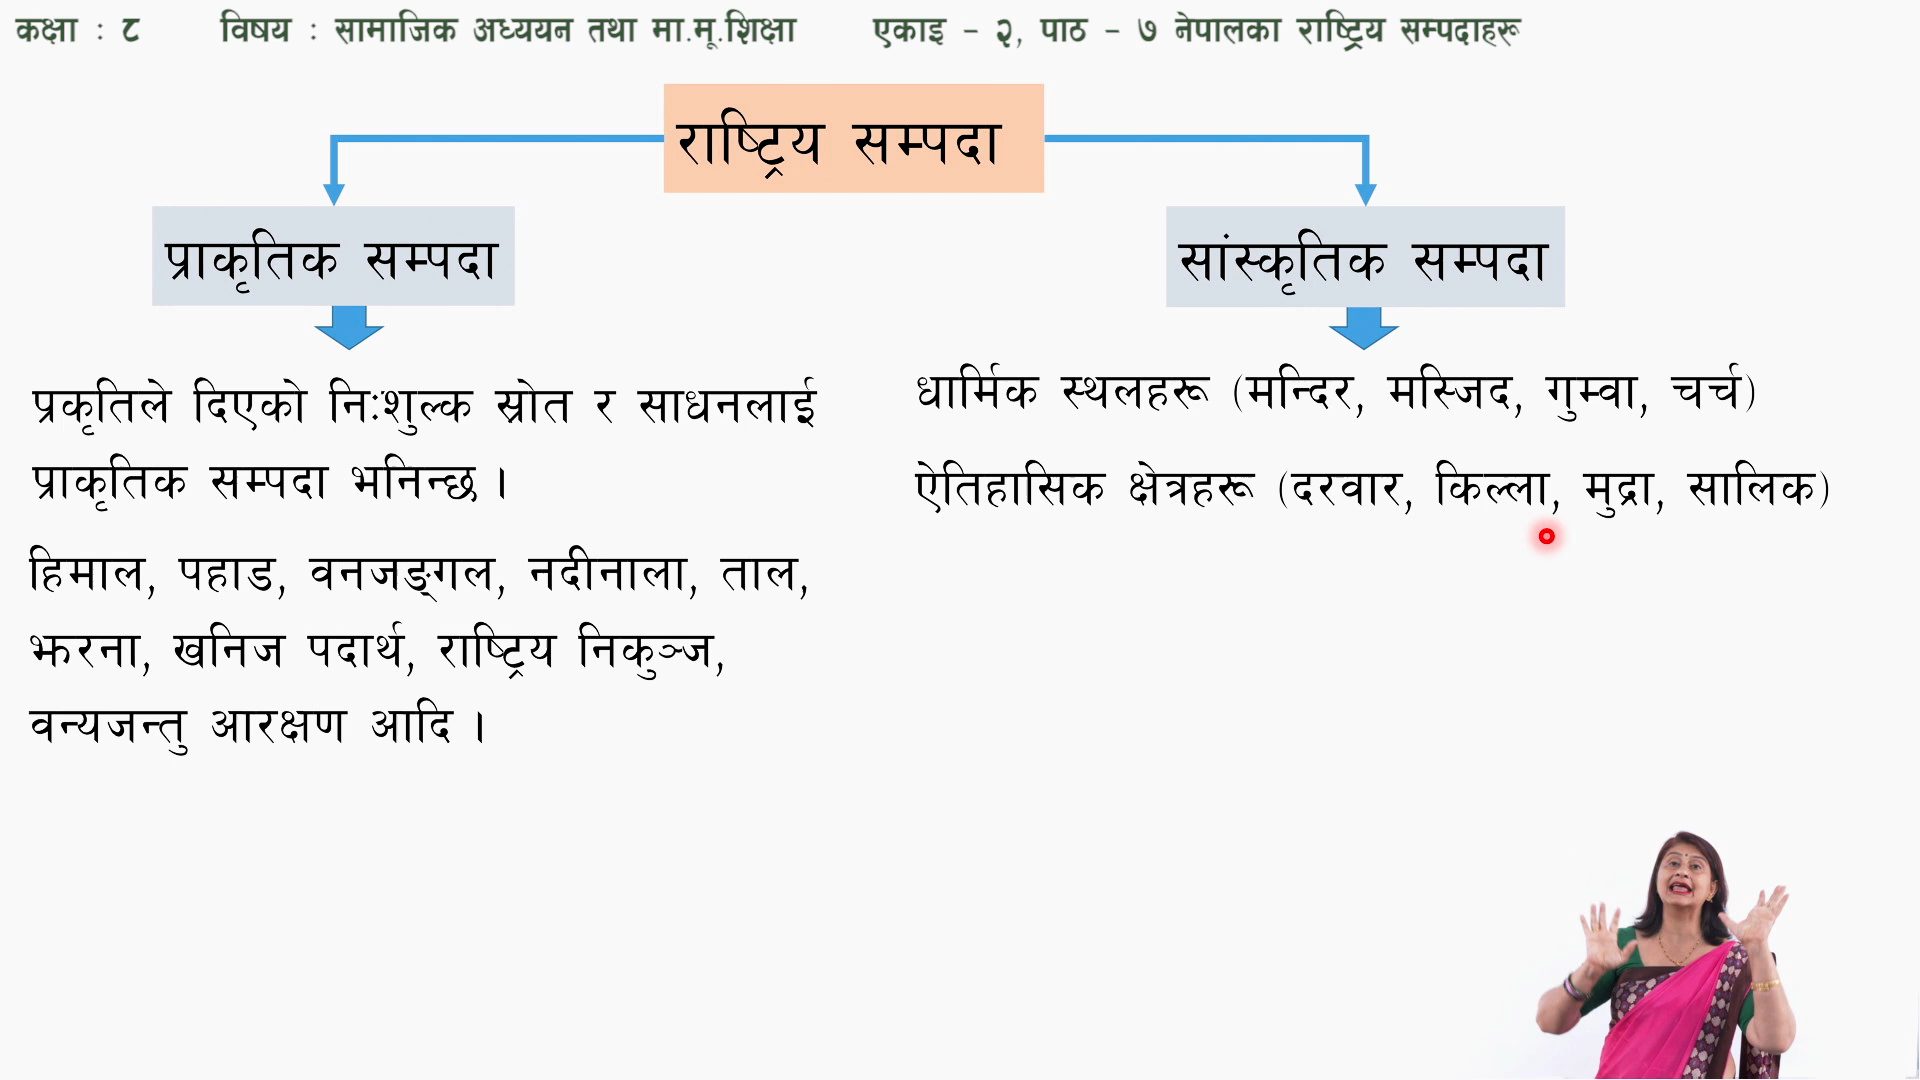 कक्षा : ८ विषय : सामाजिक अध्ययन तथा मा.मू.शिक्षा एकाइ - २, पाठ - ७ नेपालका राष्ट्रिय सम्पदाहरू
राष्ट्रिय सम्पदा
प्राकृतिक सम्पदा
प्रकृतिले दिएको निःशुल्क स्रोत र साधनलाई
प्राकृतिक सम्पदा भनिन्छ ।
हिमाल, पहाड, वनजङ्गल, नदीनाला, ताल,
झरना, खनिज पदार्थ, राष्ट्रिय निकुञ्ज,
वन्यजन्तु आरक्षण आदि ।
सांस्कृतिक सम्पदा
धार्मिक स्थलहरू (मन्दिर, मस्जिद, गुम्वा, चर्च)
ऐतिहासिक क्षेत्रहरू (दरवार, किल्ला, मुद्रा, सालिक)